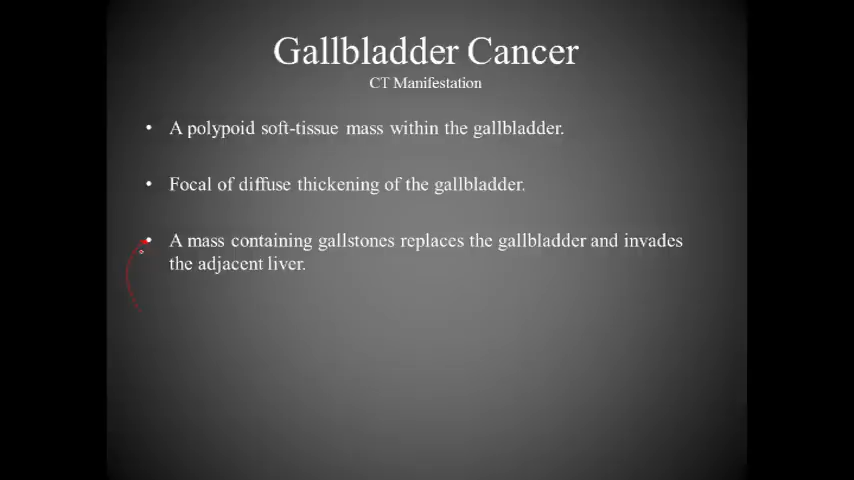 Gallbladder Cancer
CT Manifestation
• A polypoid soft-tissue mass within the gallbladder.
• Focal of diffuse thickening of the gallbladder.
• A mass containing gallstones replaces the gallbladder and invades
the adjacent liver.